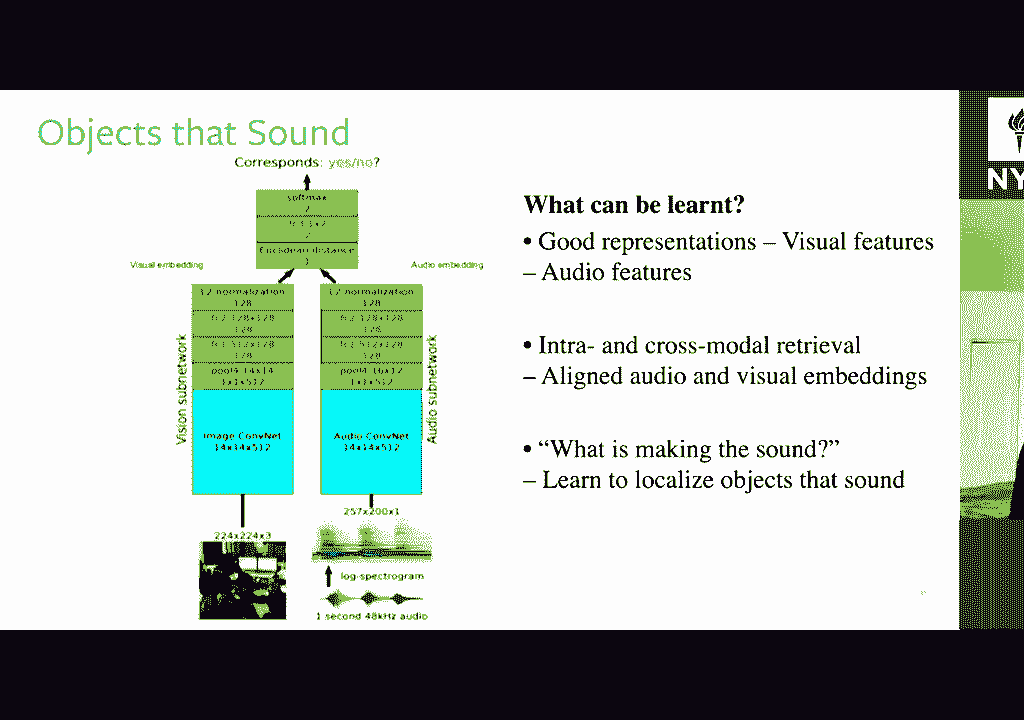 Objects that Sound
Corresponds: yes/no?
softmax
2
fc3 1x2
2
Euclidean distance
1
Visual embedding
Audio embedding
L2 normalization
128
fc2 128x128
128
fc1 512x128
128
pool4 14x14
1x1x512
Image ConvNet
14x14x512
Vision subnetwork
224x224x3
L2 normalization
128
fc2 128x128
128
fc1 512x128
128
pool4 16x12
1x1x512
Audio ConvNet
14x14x512
Audio subnetwork
257x200x1
log-spectrogram
1 second 48kHz audio
What can be learnt?
• Good representations – Visual features
– Audio features
• Intra- and cross-modal retrieval
– Aligned audio and visual embeddings
• “What is making the sound?”
– Learn to localize objects that sound
NY